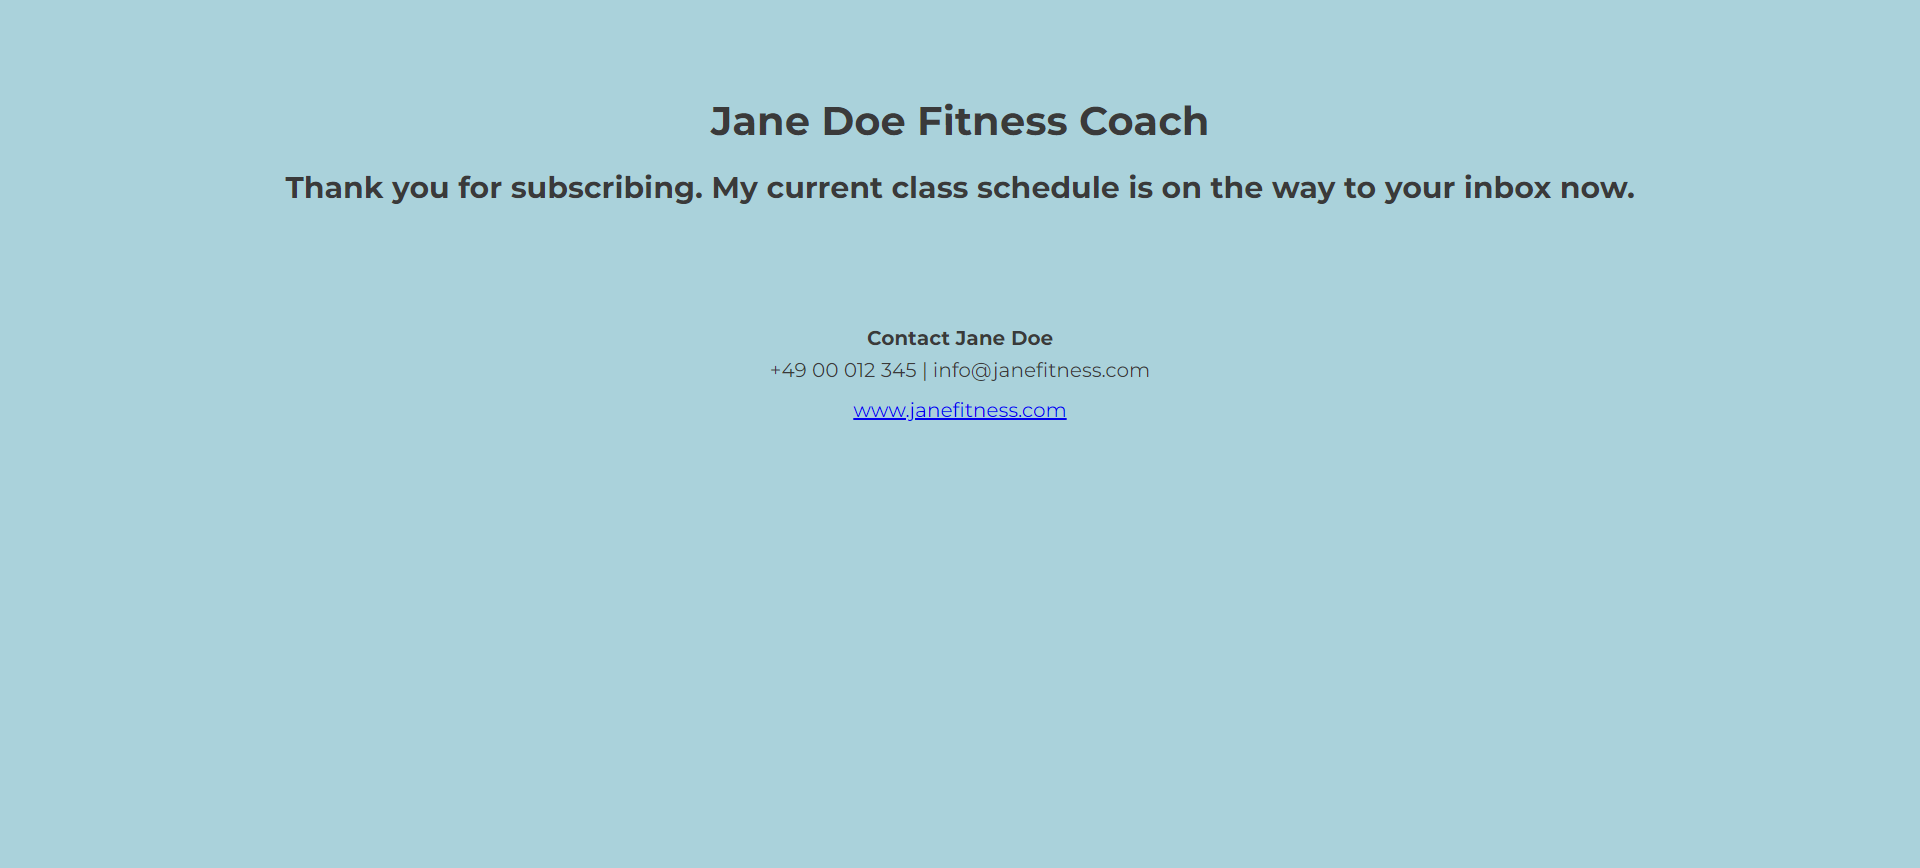 Jane Doe Fitness Coach
Thank you for subscribing. My current class schedule is on the way to your inbox now.
Contact Jane Doe
+49 00 012 345 | info@janefitness.com
www.janefitness.com